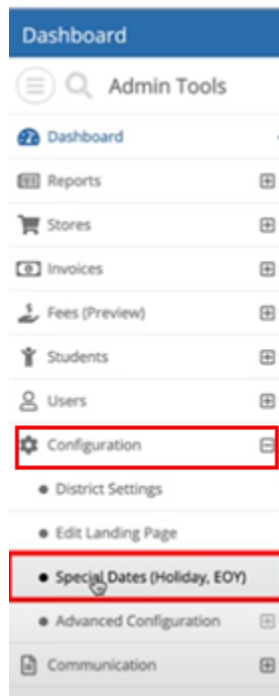 Dashboard
Admin Tools
Dashboard
Reports
Stores
Invoices
Fees (Preview)
Students
Users
Configuration
District Settings
Edit Landing Page
Special Dates (Holiday, EOY)
Advanced Configuration
Communication